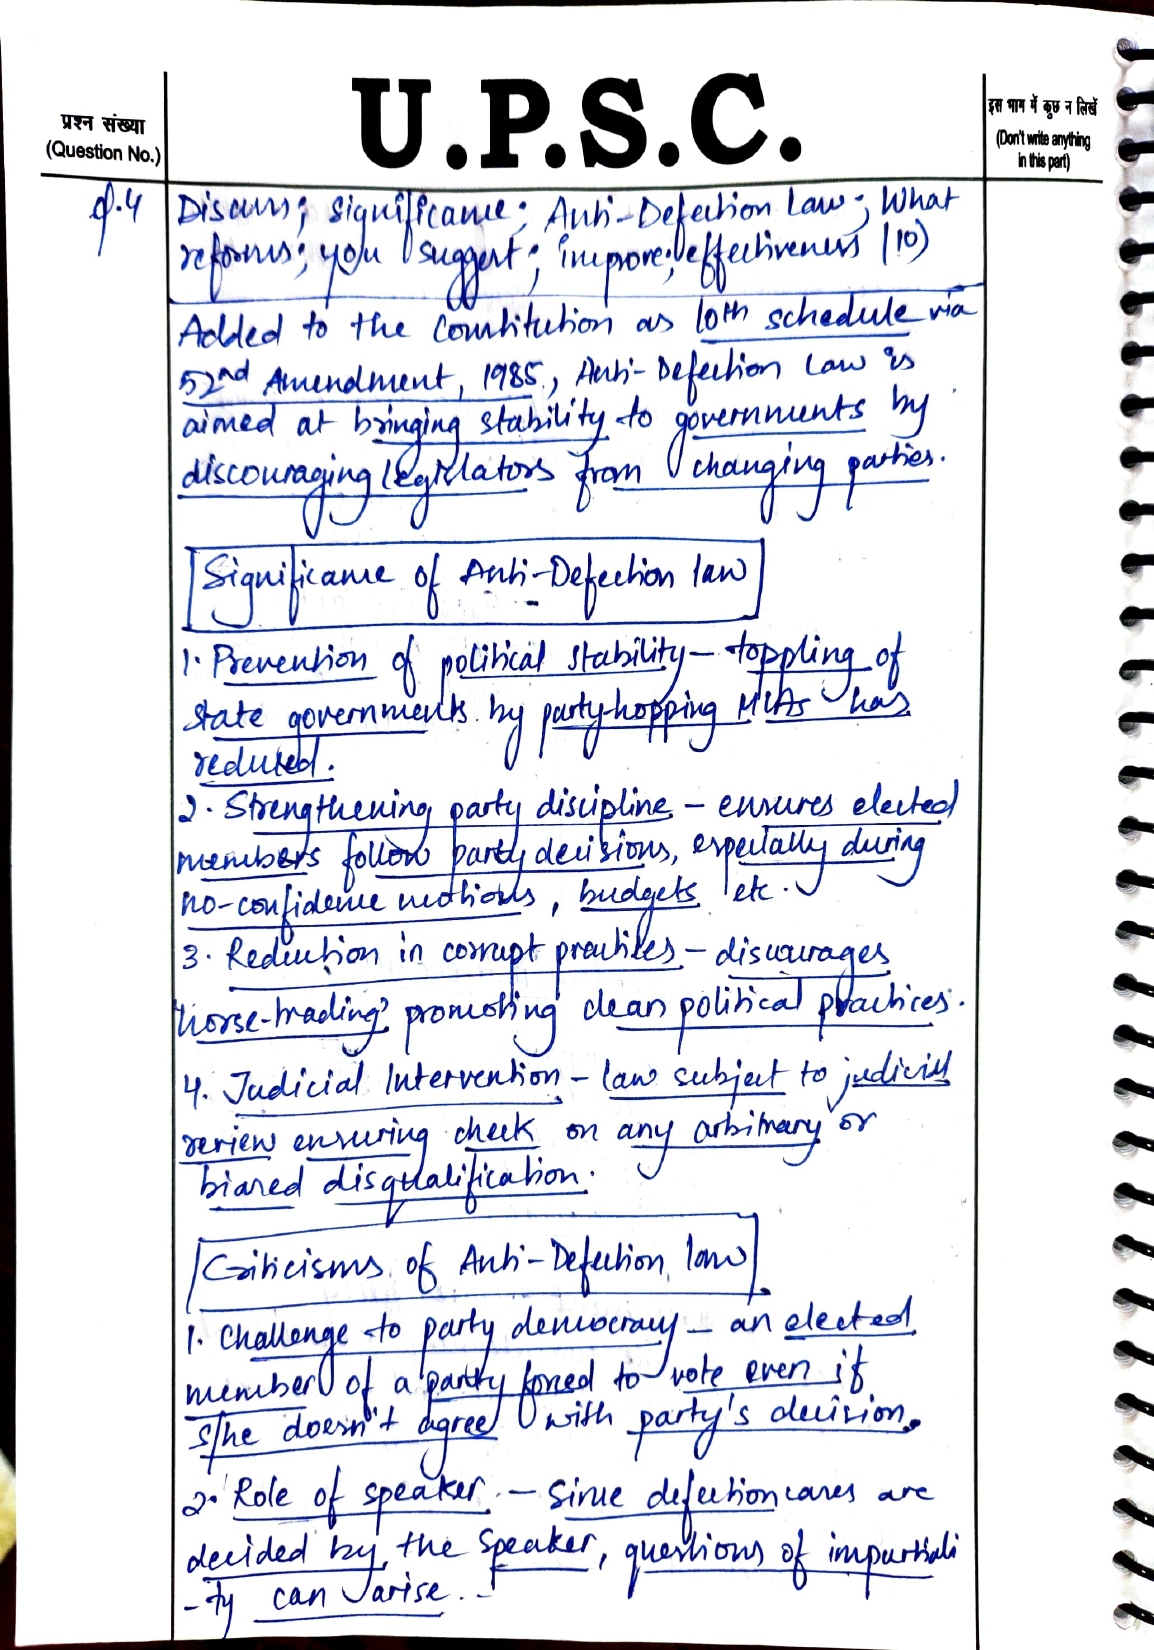 U.P.S.C.
प्रश्न संख्या
(Question No.)
इस भाग में कुछ न लिखें
(Don't write anything
in this part)
Q.4 Discuss; significance; Anti-Defection Law; What
reforms; you suggest; improve; effectiveness (10)
Added to the Constitution as 10th schedule via
52nd Amendment, 1985, Anti-Defection Law is
aimed at bringing stability to governments by
discouraging legislators from changing parties.
Significance of Anti-Defection law
1. Prevention of political stability - toppling of
state governments by party-hopping MLAs has
reduced.
2. Strengthening party discipline - ensures elected
members follow party decisions, especially during
no-confidence motions, budgets etc.
3. Reduction in corrupt practices - discourages
'horse-trading' promoting clean political practices.
4. Judicial Intervention - law subject to judicial
review ensuring check on any arbitrary or
biased disqualification.
Criticisms of Anti-Defection law
1. Challenge to party democracy - an elected
member of a party forced to vote even if
s/he doesn't agree with party's decision.
2. Role of speaker - Since defection cases are
decided by the Speaker, questions of impartiali
-ty can arise.